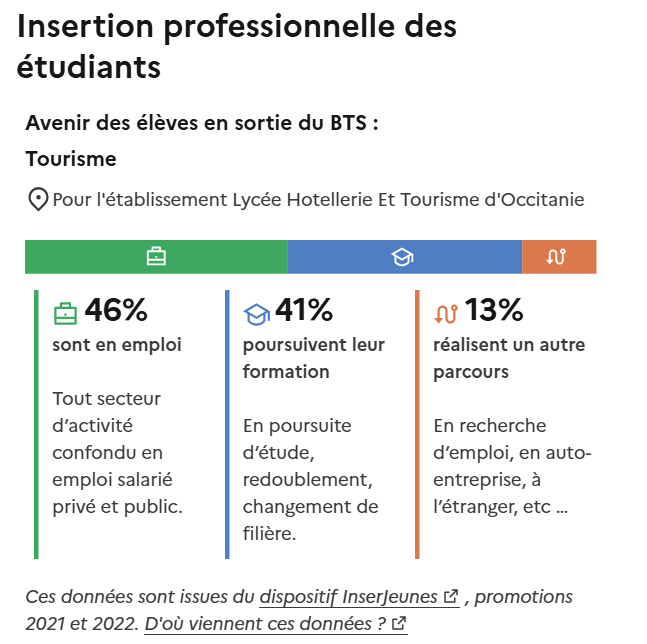 Insertion professionnelle des
étudiants
Avenir des élèves en sortie du BTS :
Tourisme
Pour l'établissement Lycée Hotellerie Et Tourisme d'Occitanie
46%
sont en emploi
Tout secteur
d’activité
confondu en
emploi salarié
privé et public.
41%
poursuivent leur
formation
En poursuite
d’étude,
redoublement,
changement de
filière.
13%
réalisent un autre
parcours
En recherche
d’emploi, en auto-
entreprise, à
l’étranger, etc ...
Ces données sont issues du dispositif InserJeunes , promotions
2021 et 2022. D'où viennent ces données ?